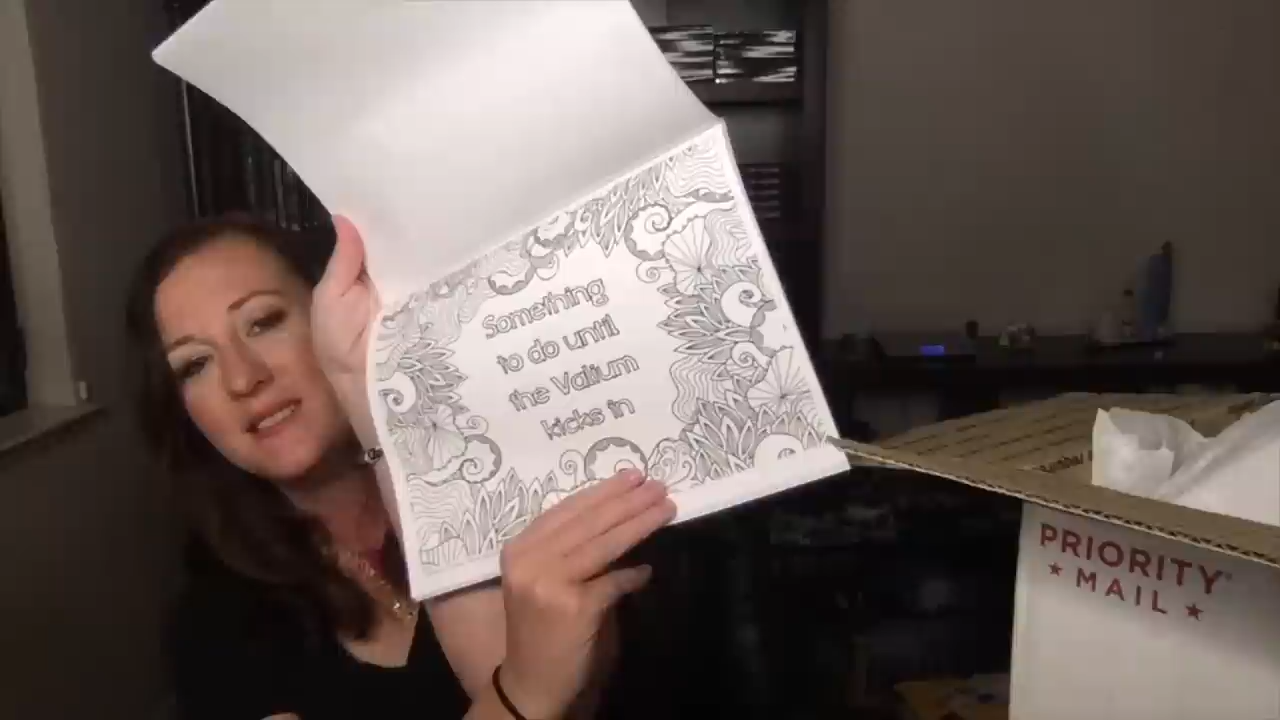 Something
to do until
the Valium
kicks in
PRIORITY
★ MAIL ★